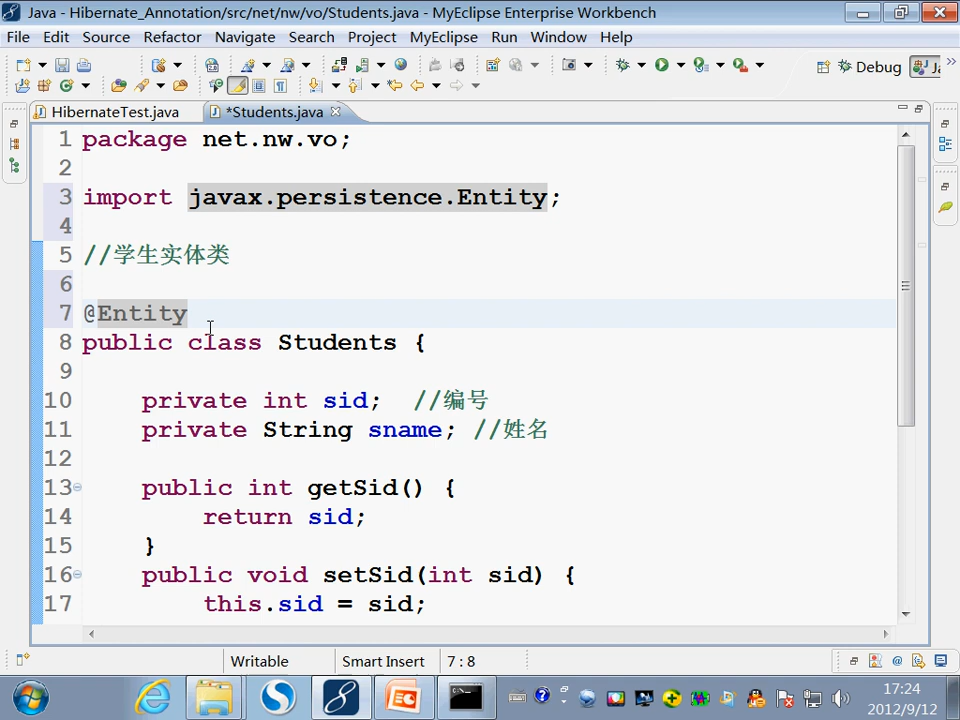 Java - Hibernate_Annotation/src/net/nw/vo/Students.java - MyEclipse Enterprise Workbench
File Edit Source Refactor Navigate Search Project MyEclipse Run Window Help
Debug
HibernateTest.java *Students.java
1 package net.nw.vo;
2
3 import javax.persistence.Entity;
4
5 //学生实体类
6
7 @Entity
8 public class Students {
9
10 private int sid; //编号
11 private String sname; //姓名
12
13 public int getSid() {
14 return sid;
15 }
16 public void setSid(int sid) {
17 this.sid = sid;
Writable Smart Insert 7 : 8
17:24
2012/9/12